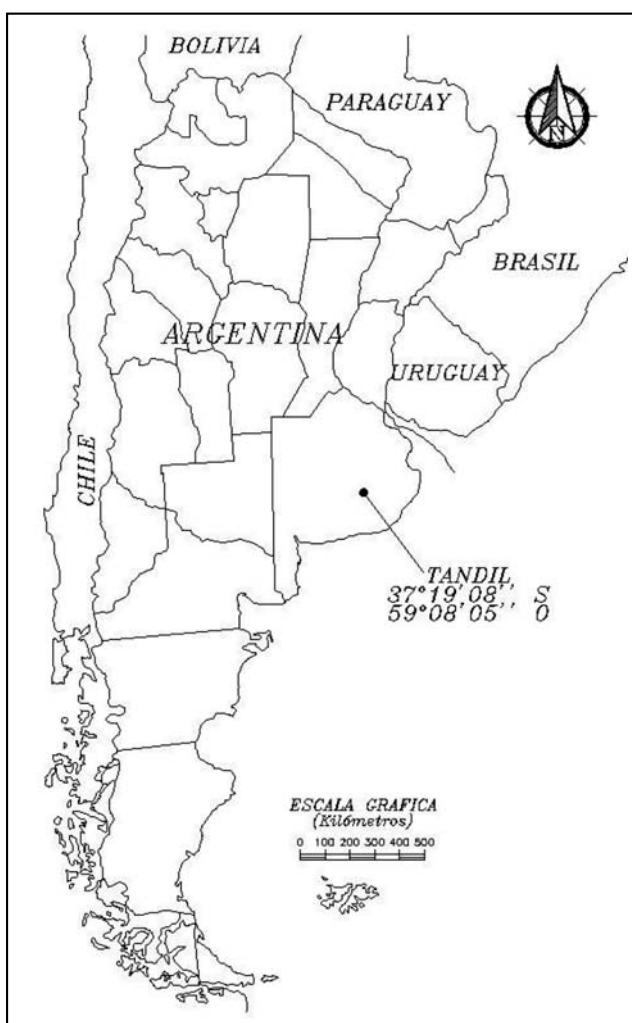 BOLIVIA
PARAGUAY
N
BRASIL
ARGENTINA
URUGUAY
CHILE
TANDIL
37°19'08'' S
59°08'05'' O
ESCALA GRAFICA
(Kilómetros)
0 100 200 300 400 500